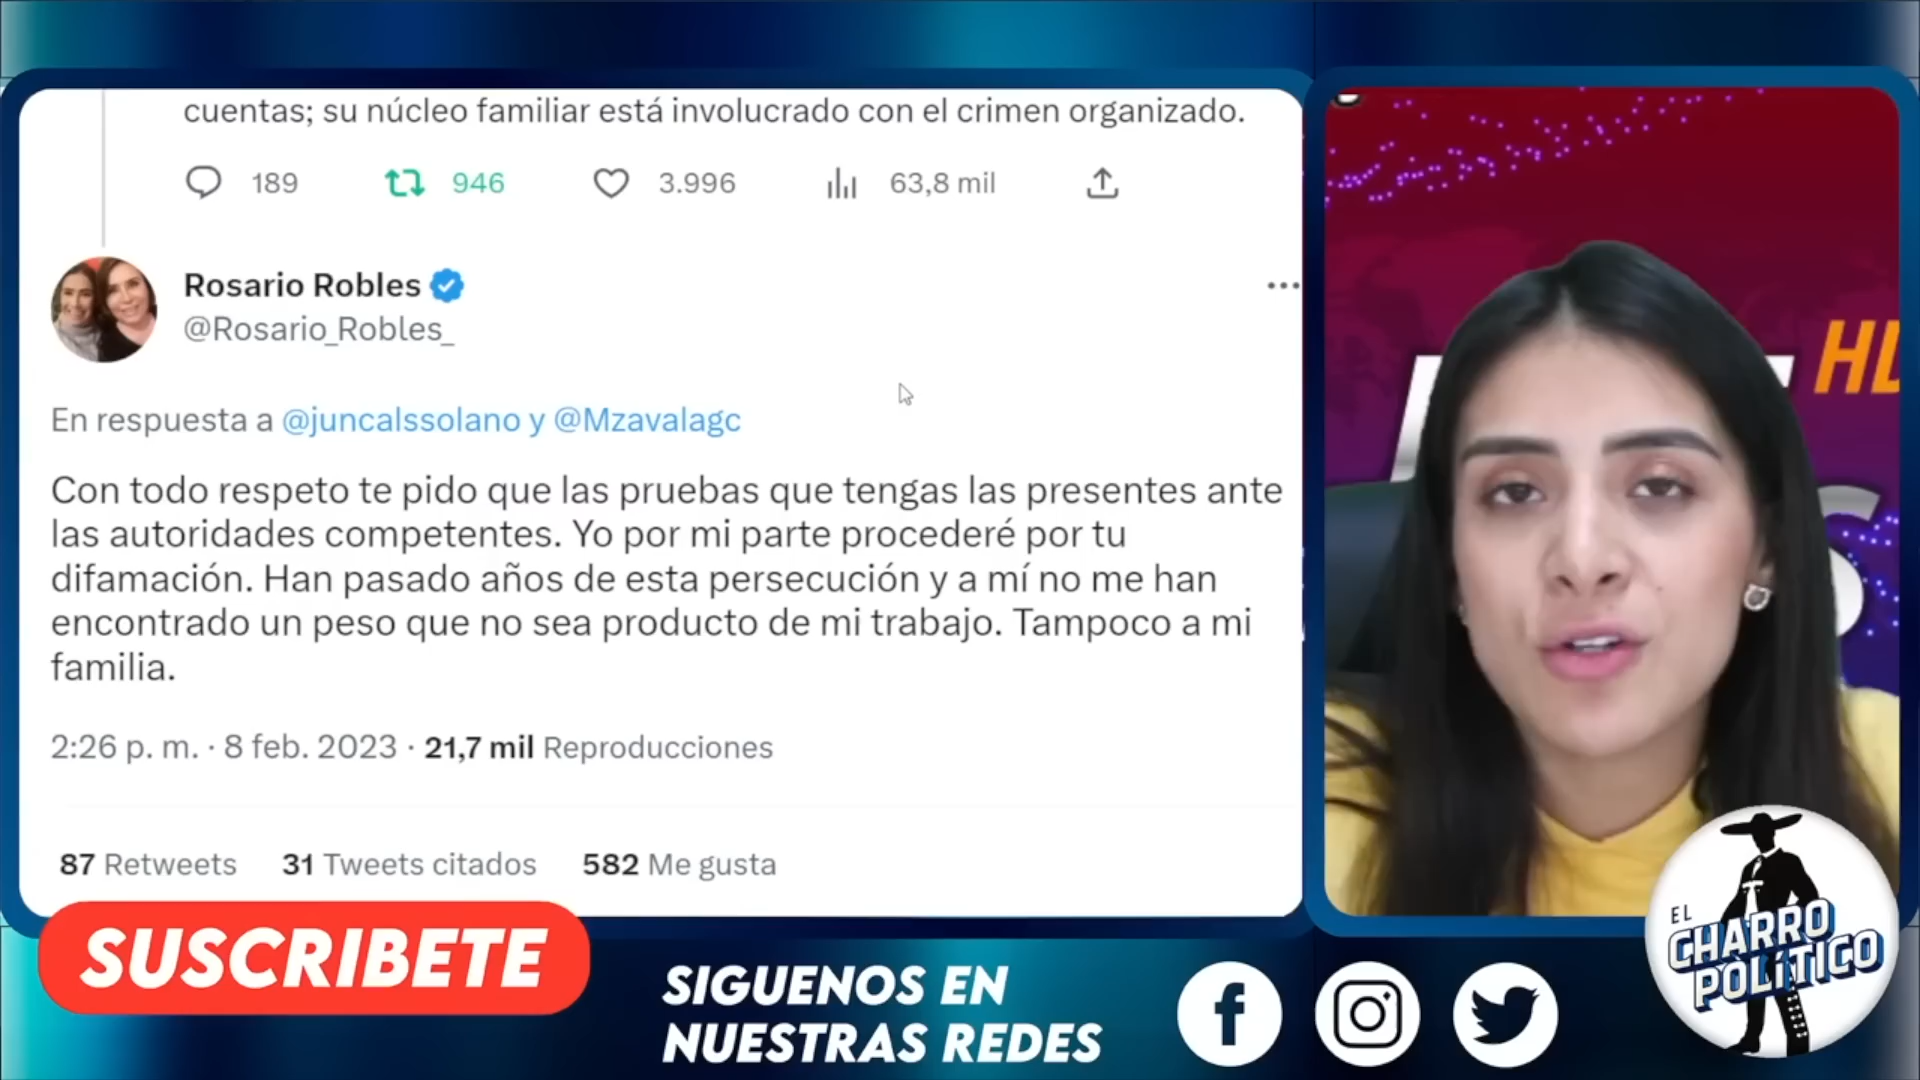 cuentas; su núcleo familiar está involucrado con el crimen organizado.
189 946 3.996 63,8 mil
Rosario Robles
@Rosario_Robles_
En respuesta a @juncalssolano y @Mzavalagc
Con todo respeto te pido que las pruebas que tengas las presentes ante
las autoridades competentes. Yo por mi parte procederé por tu
difamación. Han pasado años de esta persecución y a mí no me han
encontrado un peso que no sea producto de mi trabajo. Tampoco a mi
familia.
2:26 p. m. · 8 feb. 2023 · 21,7 mil Reproducciones
87 Retweets 31 Tweets citados 582 Me gusta
SUSCRIBETE
SIGUENOS EN
NUESTRAS REDES
EL
CHARRO
POLÍTICO